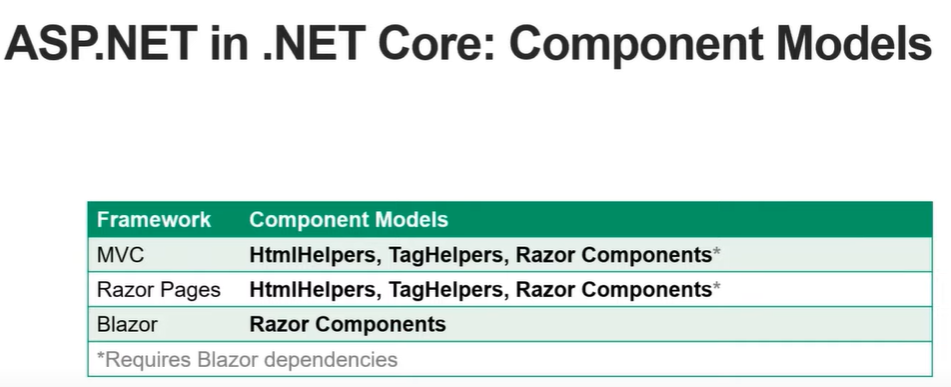 ASP.NET in .NET Core: Component Models
Framework Component Models
MVC HtmlHelpers, TagHelpers, Razor Components*
Razor Pages HtmlHelpers, TagHelpers, Razor Components*
Blazor Razor Components
*Requires Blazor dependencies